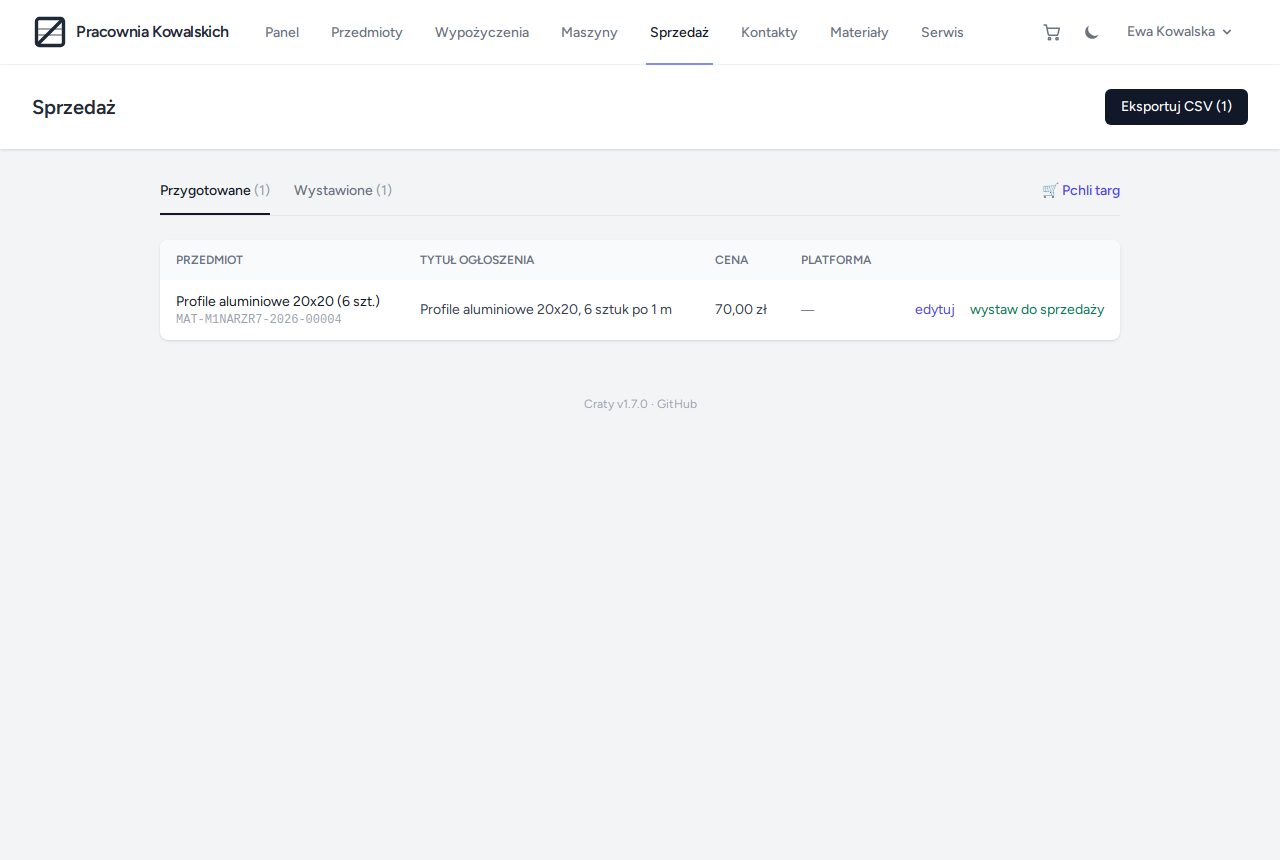 Pracownia Kowalskich Panel Przedmioty Wypożyczenia Maszyny Sprzedaż Kontakty Materiały Serwis Ewa Kowalska
Sprzedaż Eksportuj CSV (1)
Przygotowane (1) Wystawione (1) 🛒 Pchli targ
PRZEDMIOT TYTUŁ OGŁOSZENIA CENA PLATFORMA
Profile aluminiowe 20x20 (6 szt.)
MAT-M1NARZR7-2026-00004
Profile aluminiowe 20x20, 6 sztuk po 1 m 70,00 zł — edytuj wystaw do sprzedaży
Craty v1.7.0 · GitHub